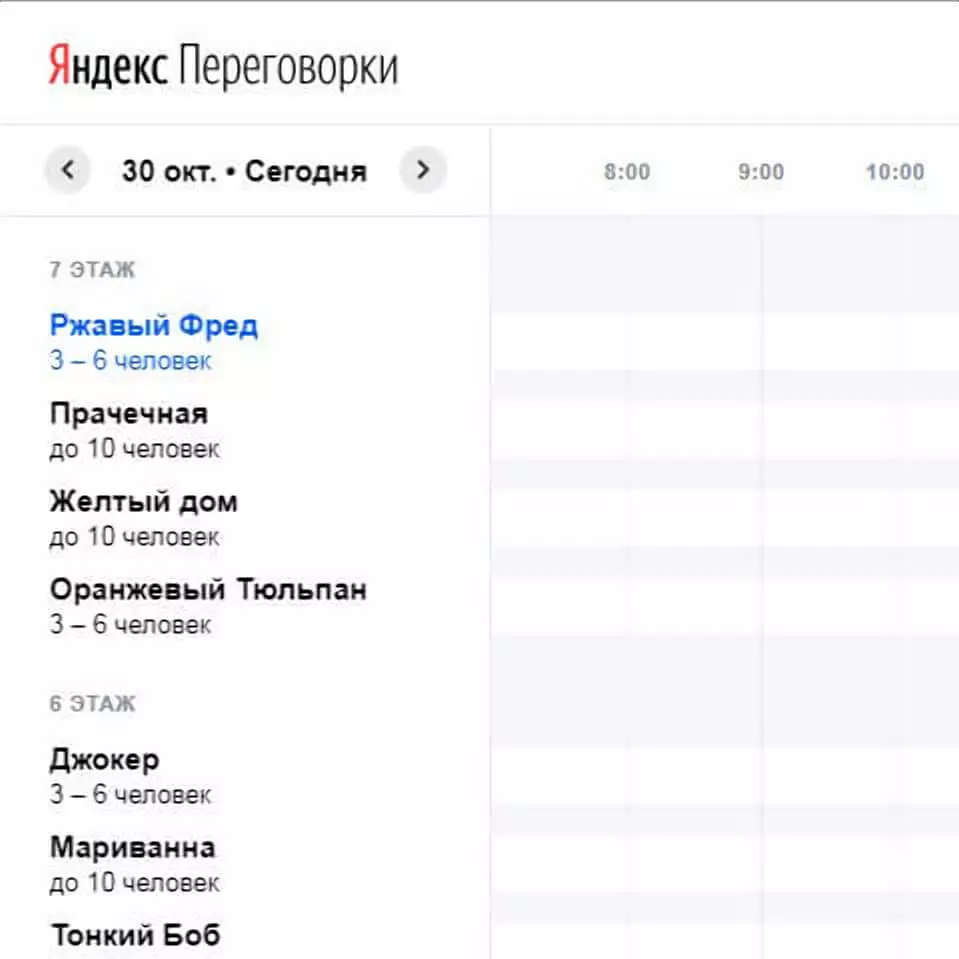 Яндекс Переговорки
30 окт. • Сегодня
8:00 9:00 10:00
7 ЭТАЖ
Ржавый Фред
3 – 6 человек
Прачечная
до 10 человек
Желтый дом
до 10 человек
Оранжевый Тюльпан
3 – 6 человек
6 ЭТАЖ
Джокер
3 – 6 человек
Мариванна
до 10 человек
Тонкий Боб